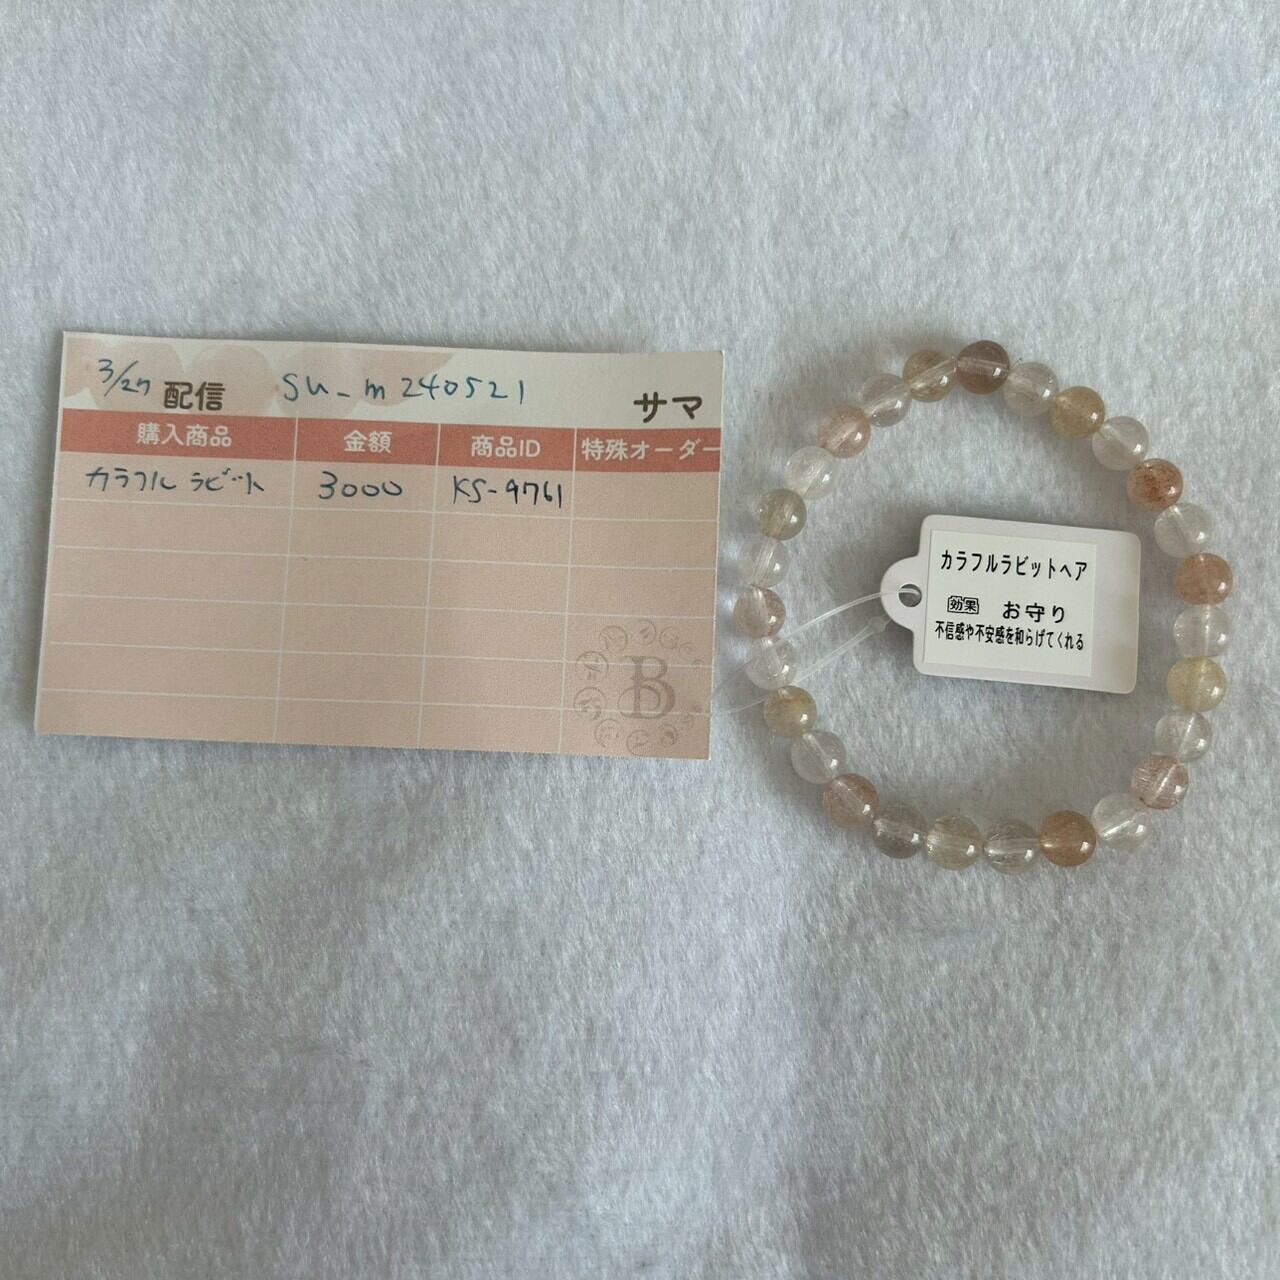 3/27 配信 su_m240521 サマ
購入商品 金額 商品ID 特殊オーダー
カラフルラビット 3000 KS-9761
B
カラフルラビットヘア
効果 お守り
不信感や不安感を和らげてくれる